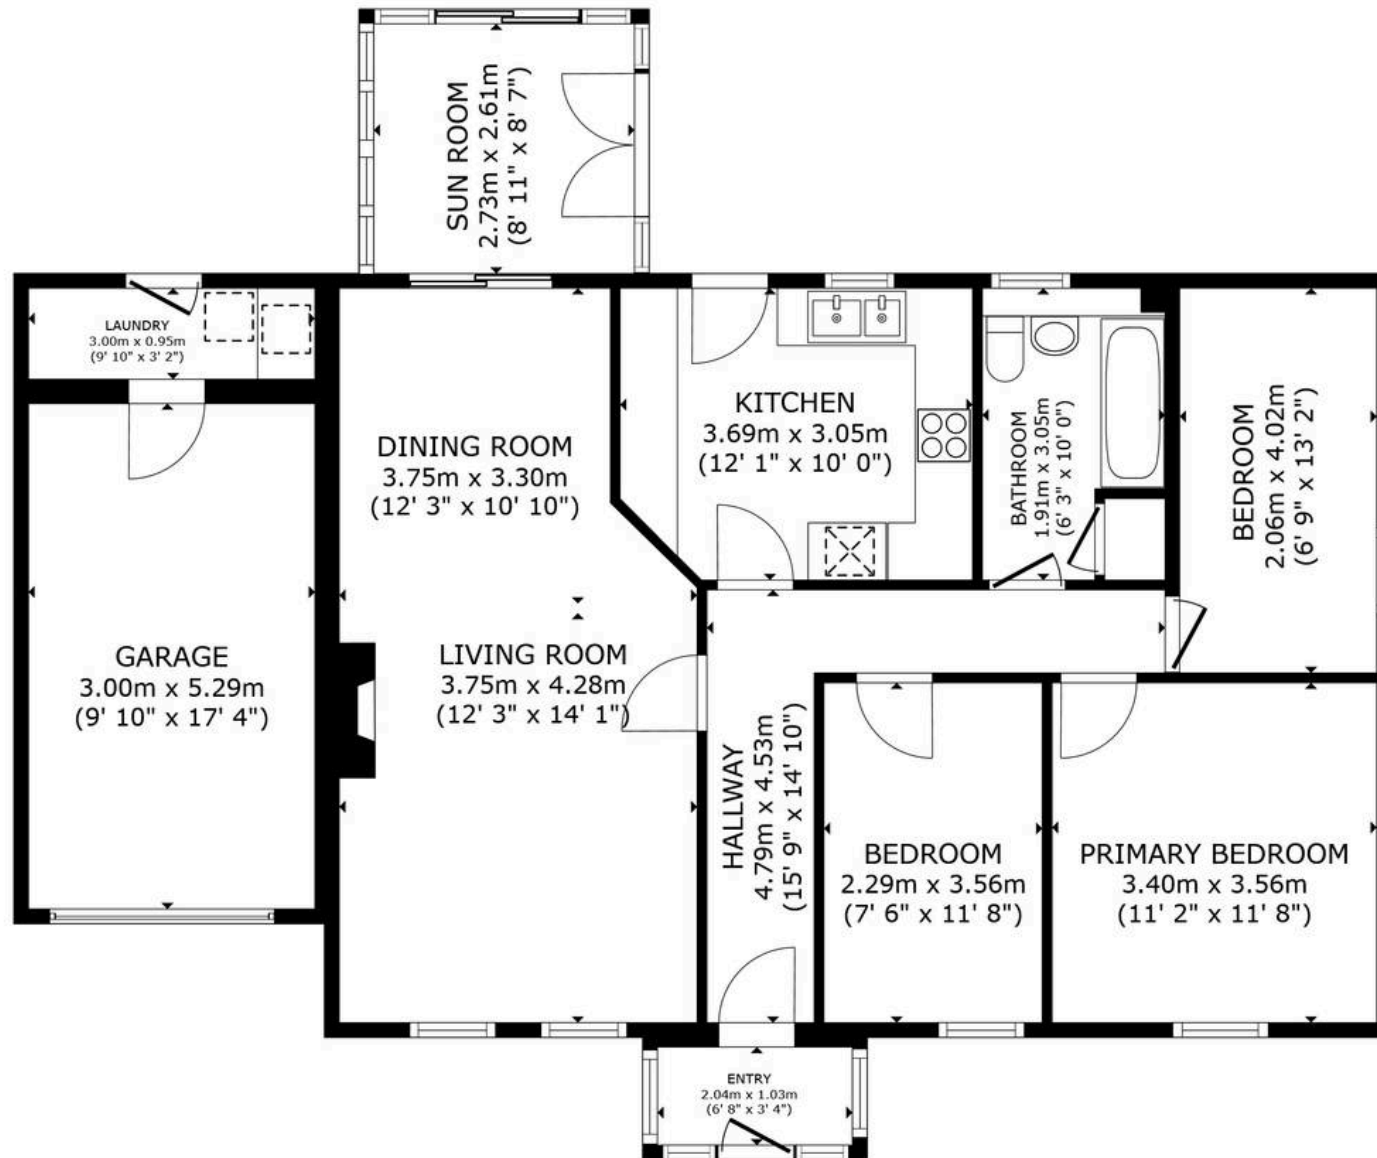 SUN ROOM
2.73m x 2.61m
(8' 11" x 8' 7")
LAUNDRY
3.00m x 0.95m
(9' 10" x 3' 2")
DINING ROOM
3.75m x 3.30m
(12' 3" x 10' 10")
KITCHEN
3.69m x 3.05m
(12' 1" x 10' 0")
BATHROOM
1.91m x 3.05m
(6' 3" x 10' 0")
BEDROOM
2.06m x 4.02m
(6' 9" x 13' 2")
GARAGE
3.00m x 5.29m
(9' 10" x 17' 4")
LIVING ROOM
3.75m x 4.28m
(12' 3" x 14' 1")
HALLWAY
4.79m x 4.53m
(15' 9" x 14' 10")
BEDROOM
2.29m x 3.56m
(7' 6" x 11' 8")
PRIMARY BEDROOM
3.40m x 3.56m
(11' 2" x 11' 8")
ENTRY
2.04m x 1.03m
(6' 8" x 3' 4")